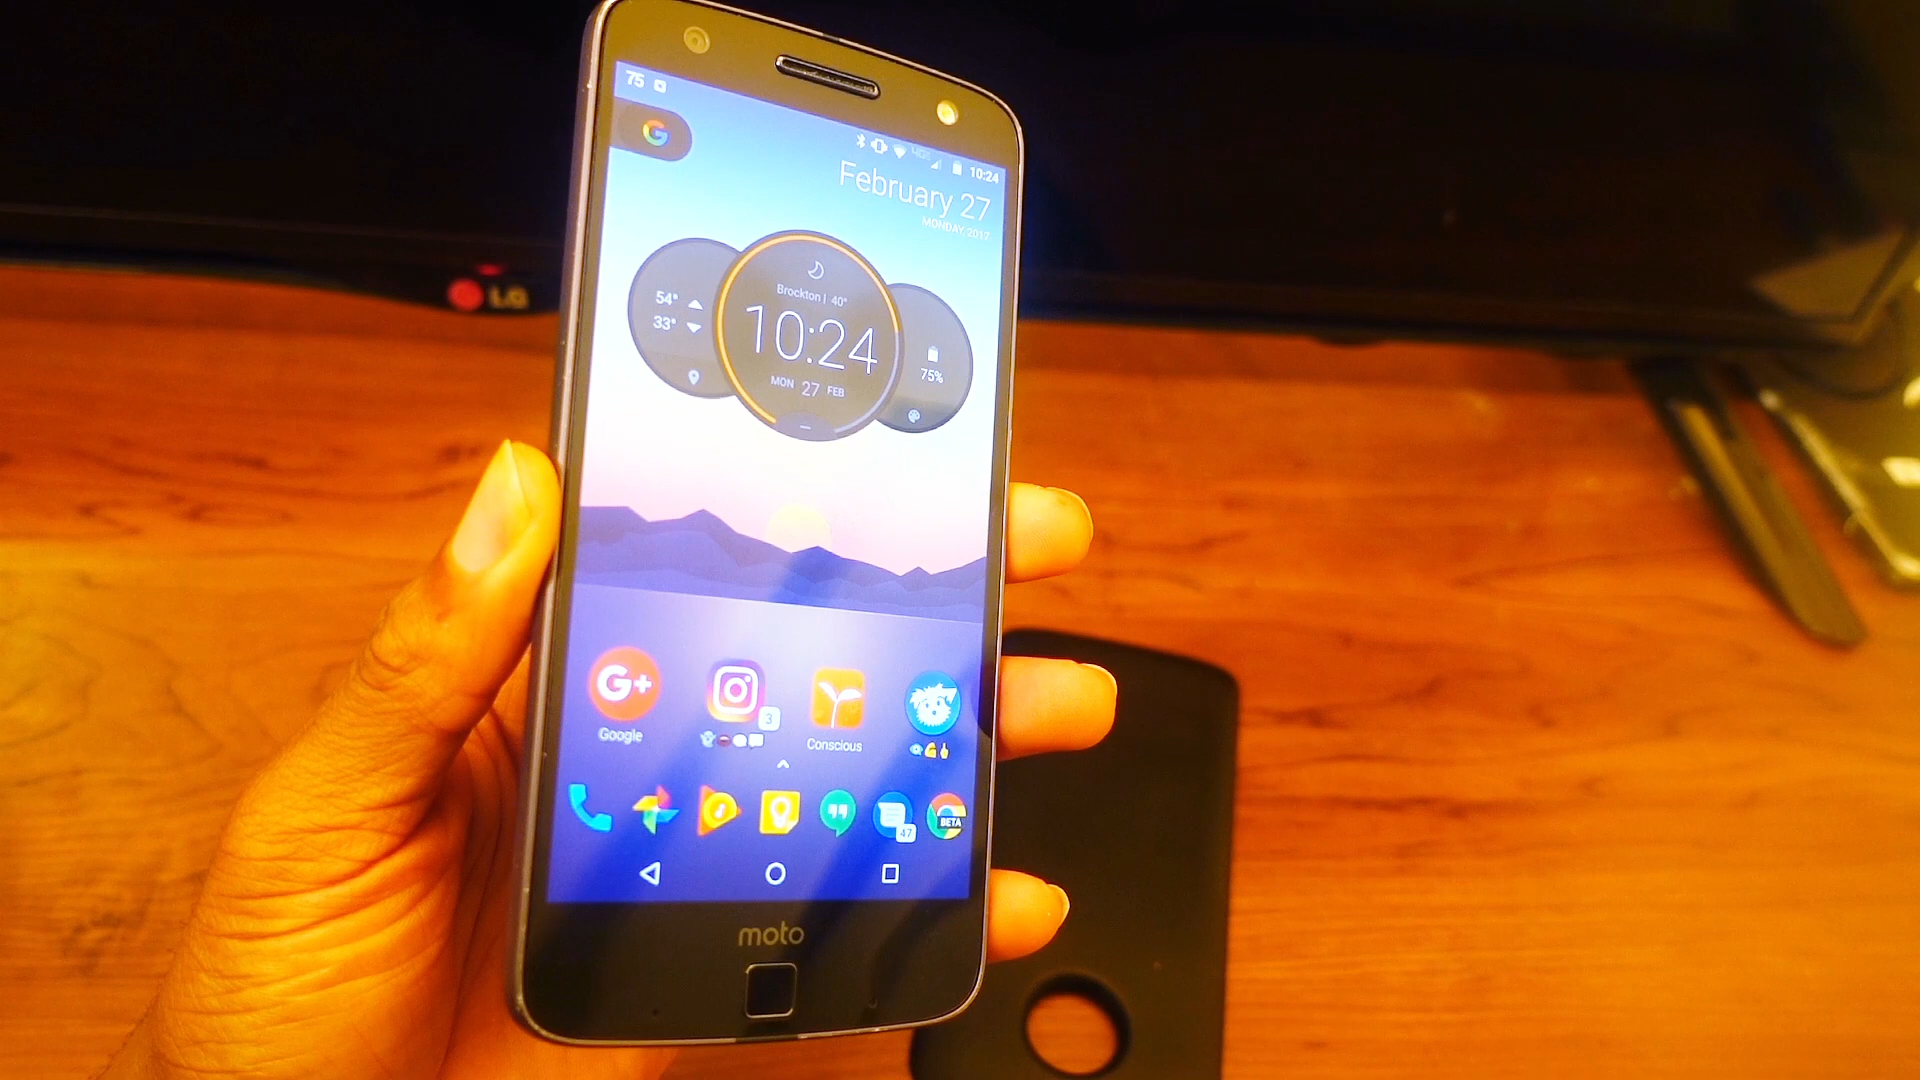 75
4G
10:24
February 27
MONDAY, 2017
LG
54°
33°
Brockton | 40°
10:24
MON 27 FEB
75%
G+
3
Google
Conscious
47
BETA
moto